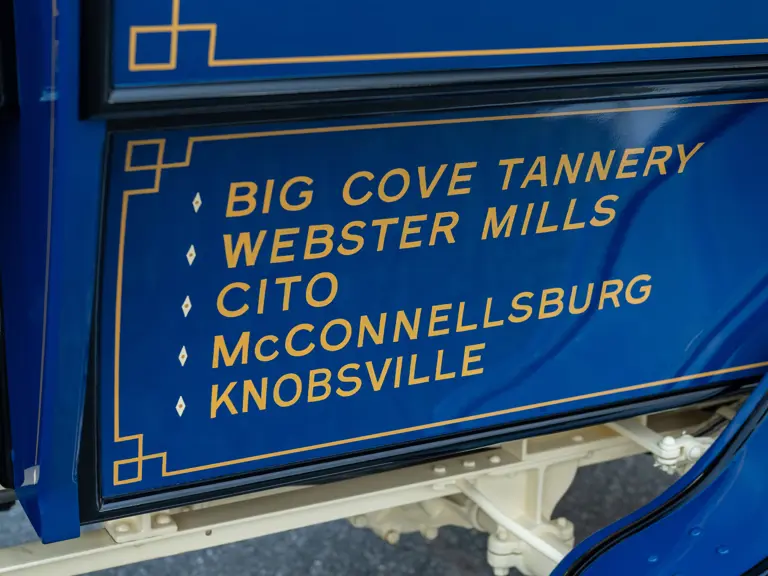 BIG COVE TANNERY
WEBSTER MILLS
CITO
McCONNELLSBURG
KNOBSVILLE